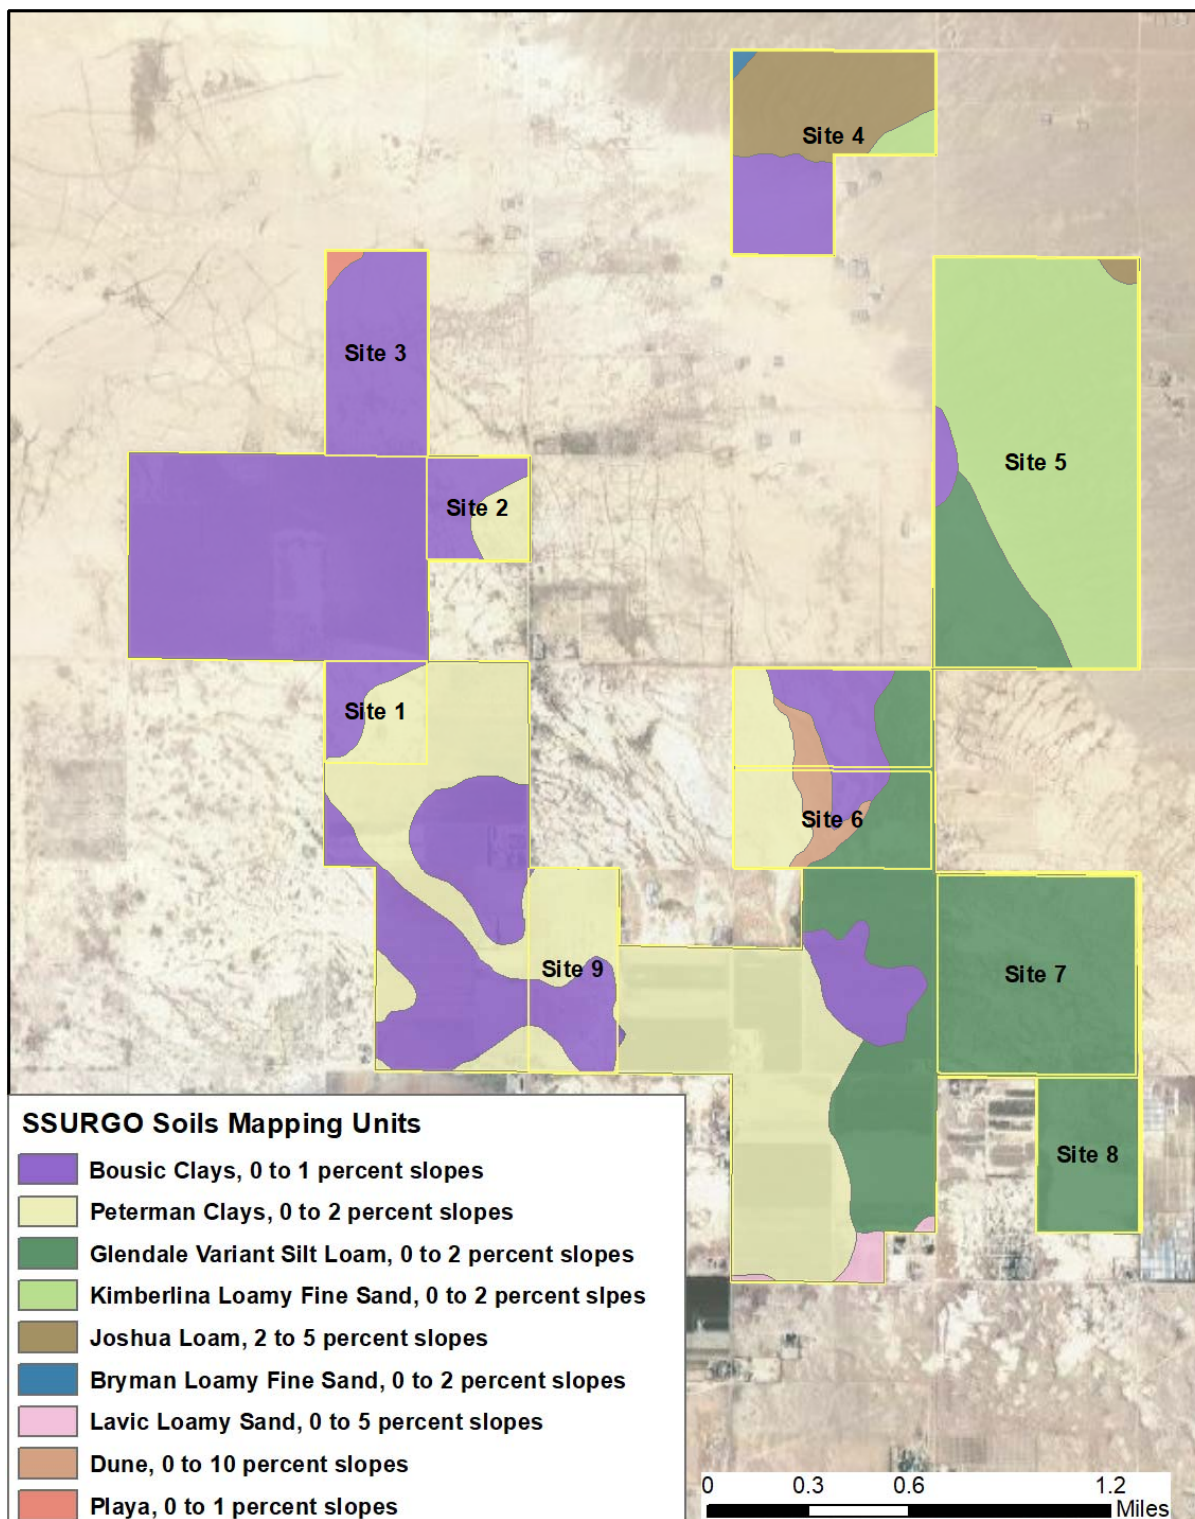 Site 4
Site 3
Site 5
Site 2
Site 1
Site 6
Site 9
Site 7
Site 8
SSURGO Soils Mapping Units
Bousic Clays, 0 to 1 percent slopes
Peterman Clays, 0 to 2 percent slopes
Glendale Variant Silt Loam, 0 to 2 percent slopes
Kimberlina Loamy Fine Sand, 0 to 2 percent slpes
Joshua Loam, 2 to 5 percent slopes
Bryman Loamy Fine Sand, 0 to 2 percent slopes
Lavic Loamy Sand, 0 to 5 percent slopes
Dune, 0 to 10 percent slopes
Playa, 0 to 1 percent slopes
0 0.3 0.6 1.2
Miles